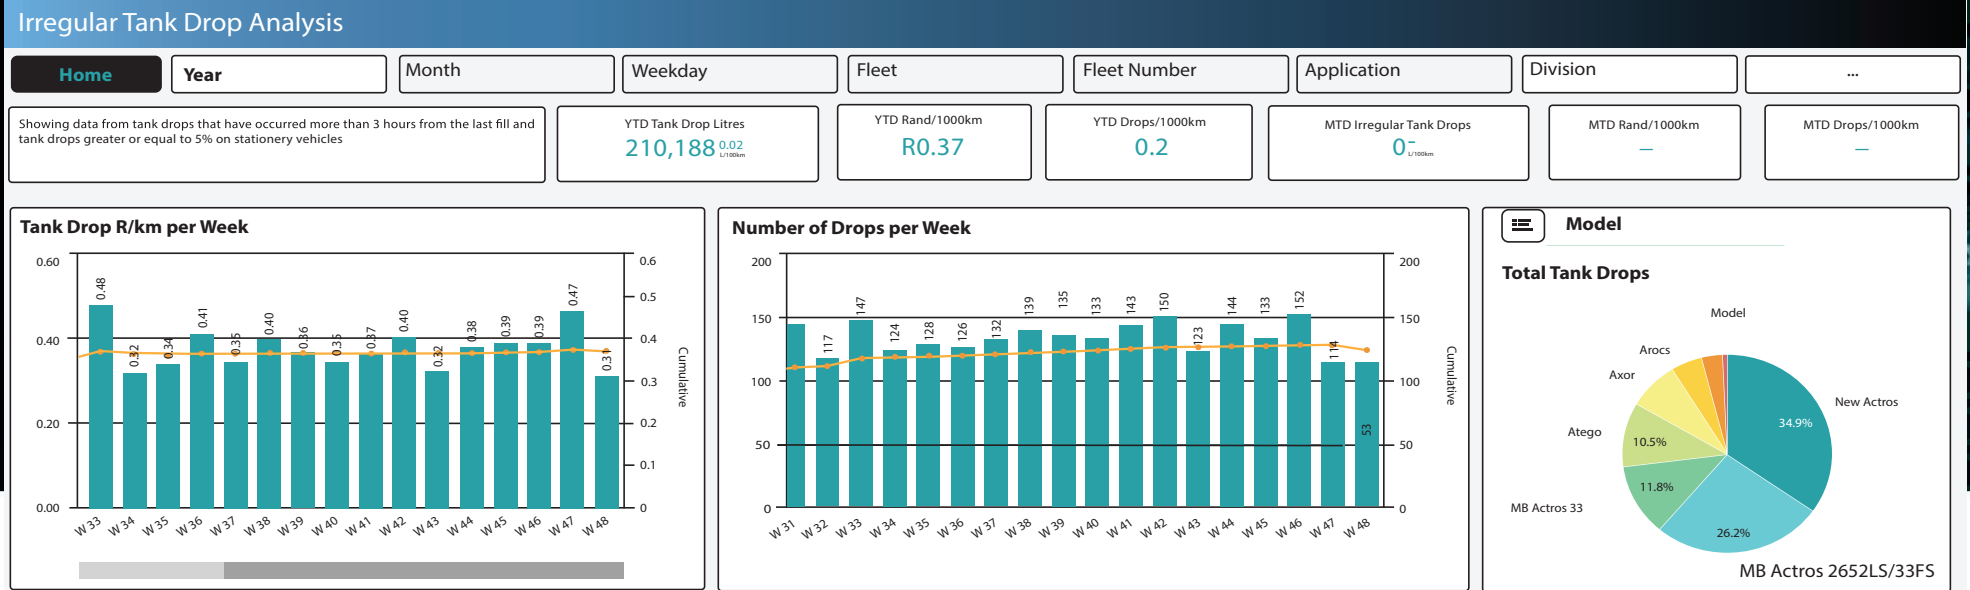 Irregular Tank Drop Analysis
Home
Year
Month
Weekday
Fleet
Fleet Number
Application
Division
...
Showing data from tank drops that have occurred more than 3 hours from the last fill and
tank drops greater or equal to 5% on stationery vehicles
YTD Tank Drop Litres
210,188 0.02
L/100km
YTD Rand/1000km
R0.37
YTD Drops/1000km
0.2
MTD Irregular Tank Drops
0-
L/100km
MTD Rand/1000km
—
MTD Drops/1000km
—
Tank Drop R/km per Week
0.60
0.40
0.20
0.00
0.48
0.32
0.34
0.41
0.35
0.40
0.36
0.35
0.37
0.40
0.32
0.38
0.39
0.39
0.47
0.31
0.6
0.5
0.4
0.3
0.2
0.1
0
Cumulative
W 33
W 34
W 35
W 36
W 37
W 38
W 39
W 40
W 41
W 42
W 43
W 44
W 45
W 46
W 47
W 48
Number of Drops per Week
200
150
100
50
0
117
147
124
128
126
132
139
135
133
143
150
123
144
133
152
114
53
200
150
100
50
0
Cumulative
W 31
W 32
W 33
W 34
W 35
W 36
W 37
W 38
W 39
W 40
W 41
W 42
W 43
W 44
W 45
W 46
W 47
W 48
Model
Total Tank Drops
Model
Arocs
Axor
Atego
MB Actros 33
New Actros
34.9%
10.5%
11.8%
26.2%
MB Actros 2652LS/33FS